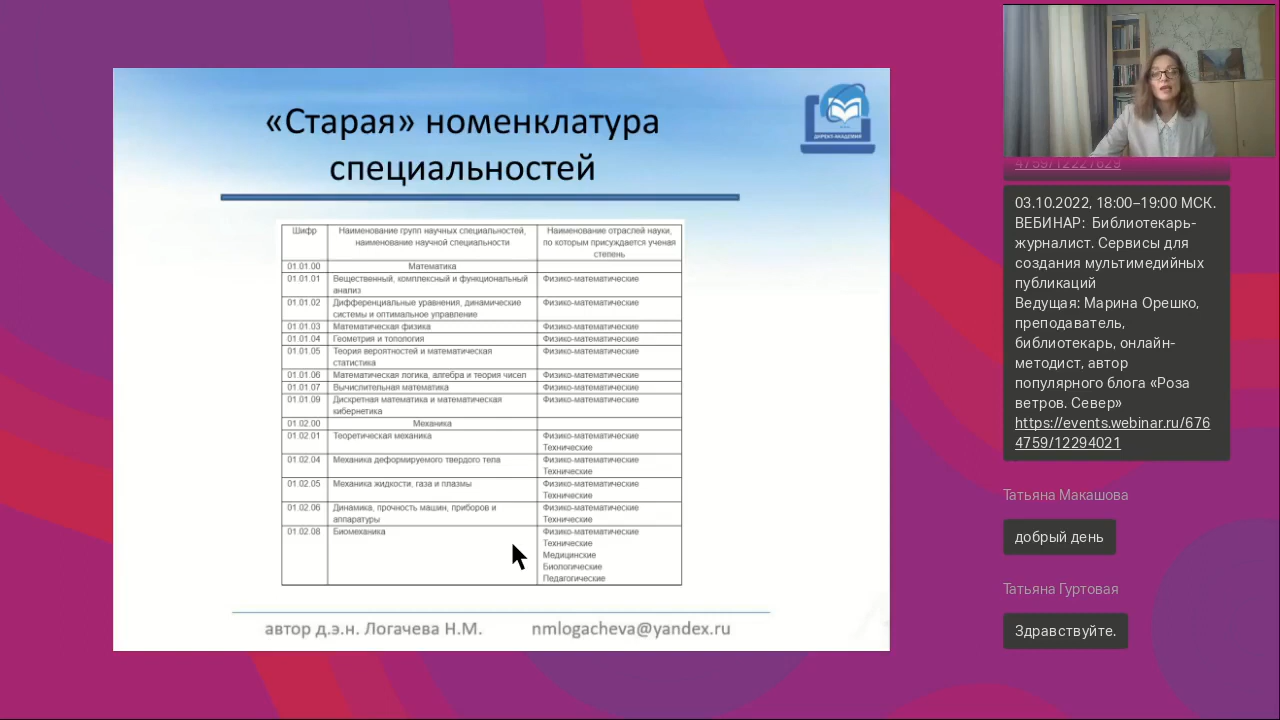 «Старая» номенклатура
специальностей
ДИРЕКТ-АКАДЕМИЯ
Шифр
Наименование групп научных специальностей,
наименование научной специальности
Наименование отраслей науки,
по которым присуждается ученая
степень
01.01.00
Математика
01.01.01
Вещественный, комплексный и функциональный
анализ
Физико-математические
01.01.02
Дифференциальные уравнения, динамические
системы и оптимальное управление
Физико-математические
01.01.03
Математическая физика
Физико-математические
01.01.04
Геометрия и топология
Физико-математические
01.01.05
Теория вероятностей и математическая
статистика
Физико-математические
01.01.06
Математическая логика, алгебра и теория чисел
Физико-математические
01.01.07
Вычислительная математика
Физико-математические
01.01.09
Дискретная математика и математическая
кибернетика
Физико-математические
01.02.00
Механика
01.02.01
Теоретическая механика
Физико-математические
Технические
01.02.04
Механика деформируемого твердого тела
Физико-математические
Технические
01.02.05
Механика жидкости, газа и плазмы
Физико-математические
Технические
01.02.06
Динамика, прочность машин, приборов и
аппаратуры
Физико-математические
Технические
01.02.08
Биомеханика
Физико-математические
Технические
Медицинские
Биологические
Педагогические
автор д.э.н. Логачева Н.М. nmlogacheva@yandex.ru
4759/12227629
03.10.2022, 18:00–19:00 МСК.
ВЕБИНАР: Библиотекарь-
журналист. Сервисы для
создания мультимедийных
публикаций
Ведущая: Марина Орешко,
преподаватель,
библиотекарь, онлайн-
методист, автор
популярного блога «Роза
ветров. Север»
https://events.webinar.ru/676
4759/12294021
Татьяна Макашова
добрый день
Татьяна Гуртовая
Здравствуйте.